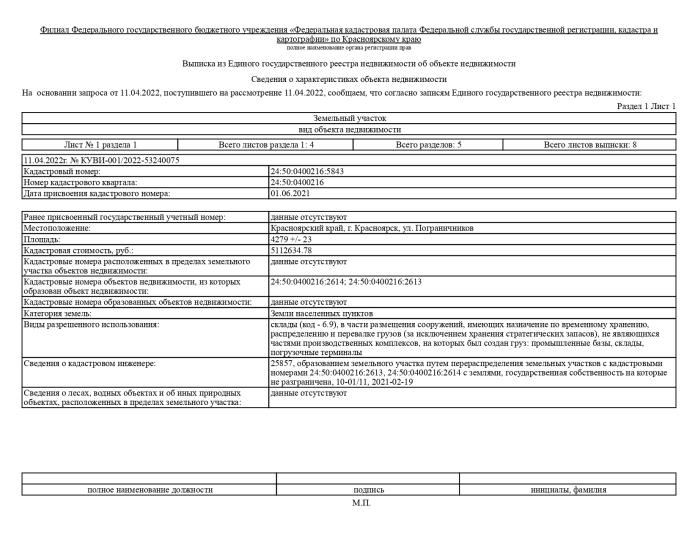 Филиал Федерального государственного бюджетного учреждения «Федеральная кадастровая палата Федеральной службы государственной регистрации, кадастра и
картографии» по Красноярскому краю
полное наименование органа регистрации прав
Выписка из Единого государственного реестра недвижимости об объекте недвижимости
Сведения о характеристиках объекта недвижимости
На основании запроса от 11.04.2022, поступившего на рассмотрение 11.04.2022, сообщаем, что согласно записям Единого государственного реестра недвижимости:
Раздел 1 Лист 1
Земельный участок
вид объекта недвижимости
Лист № 1 раздела 1 Всего листов раздела 1: 4 Всего разделов: 5 Всего листов выписки: 8
11.04.2022г. № КУВИ-001/2022-53240075
Кадастровый номер: 24:50:0400216:5843
Номер кадастрового квартала: 24:50:0400216
Дата присвоения кадастрового номера: 01.06.2021
Ранее присвоенный государственный учетный номер: данные отсутствуют
Местоположение: Красноярский край, г. Красноярск, ул. Пограничников
Площадь: 4279 +/- 23
Кадастровая стоимость, руб.: 5112634.78
Кадастровые номера расположенных в пределах земельного данные отсутствуют
участка объектов недвижимости:
Кадастровые номера объектов недвижимости, из которых 24:50:0400216:2614; 24:50:0400216:2613
образован объект недвижимости:
Кадастровые номера образованных объектов недвижимости: данные отсутствуют
Категория земель: Земли населенных пунктов
Виды разрешенного использования: склады (код - 6.9), в части размещения сооружений, имеющих назначение по временному хранению,
распределению и перевалке грузов (за исключением хранения стратегических запасов), не являющихся
частями производственных комплексов, на которых был создан груз: промышленные базы, склады,
погрузочные терминалы
Сведения о кадастровом инженере: 25857, образованием земельного участка путем перераспределения земельных участков с кадастровыми
номерами 24:50:0400216:2613, 24:50:0400216:2614 с землями, государственная собственность на которые
не разграничена, 10-01/11, 2021-02-19
Сведения о лесах, водных объектах и об иных природных данные отсутствуют
объектах, расположенных в пределах земельного участка:
полное наименование должности подпись инициалы, фамилия
М.П.